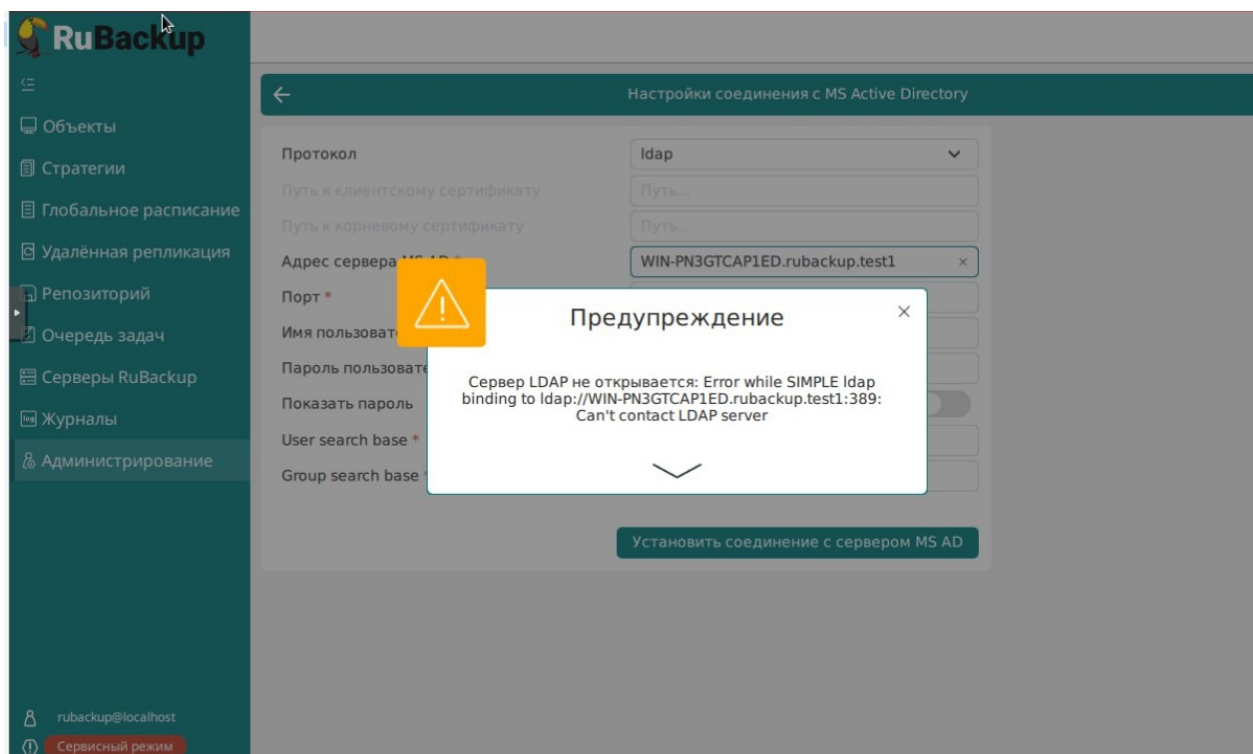 RuBackup
Объекты
Стратегии
Глобальное расписание
Удалённая репликация
Репозиторий
Очередь задач
Серверы RuBackup
Журналы
Администрирование
rubackup@localhost
Сервисный режим
Настройки соединения с MS Active Directory
Протокол
ldap
Путь к клиентскому сертификату
Путь...
Путь к корневому сертификату
Путь...
Адрес сервера MS AD *
WIN-PN3GTCAP1ED.rubackup.test1
Порт *
Имя пользоват
Пароль пользовате
Показать пароль
User search base *
Group search base *
Предупреждение
Сервер LDAP не открывается: Error while SIMPLE ldap
binding to ldap://WIN-PN3GTCAP1ED.rubackup.test1:389:
Can't contact LDAP server
Установить соединение с сервером MS AD